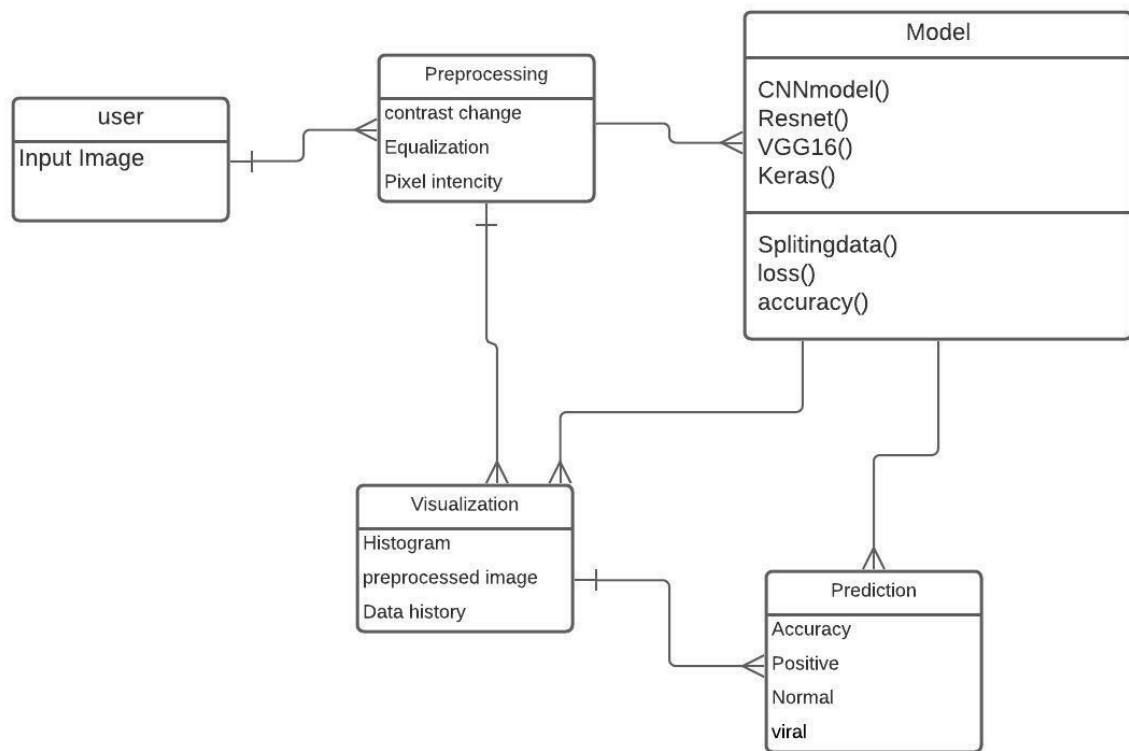 user
Input Image
Preprocessing
contrast change
Equalization
Pixel intencity
Model
CNNmodel()
Resnet()
VGG16()
Keras()
Splitingdata()
loss()
accuracy()
Visualization
Histogram
preprocessed image
Data history
Prediction
Accuracy
Positive
Normal
viral